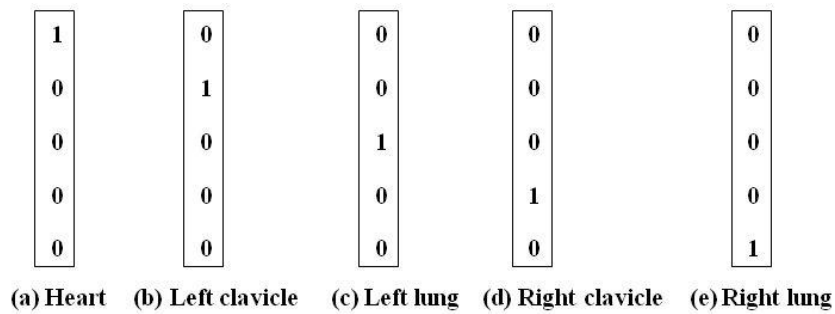 1 0 0 0 0
0 1 0 0 0
0 0 1 0 0
0 0 0 1 0
0 0 0 0 1
(a) Heart (b) Left clavicle (c) Left lung (d) Right clavicle (e) Right lung